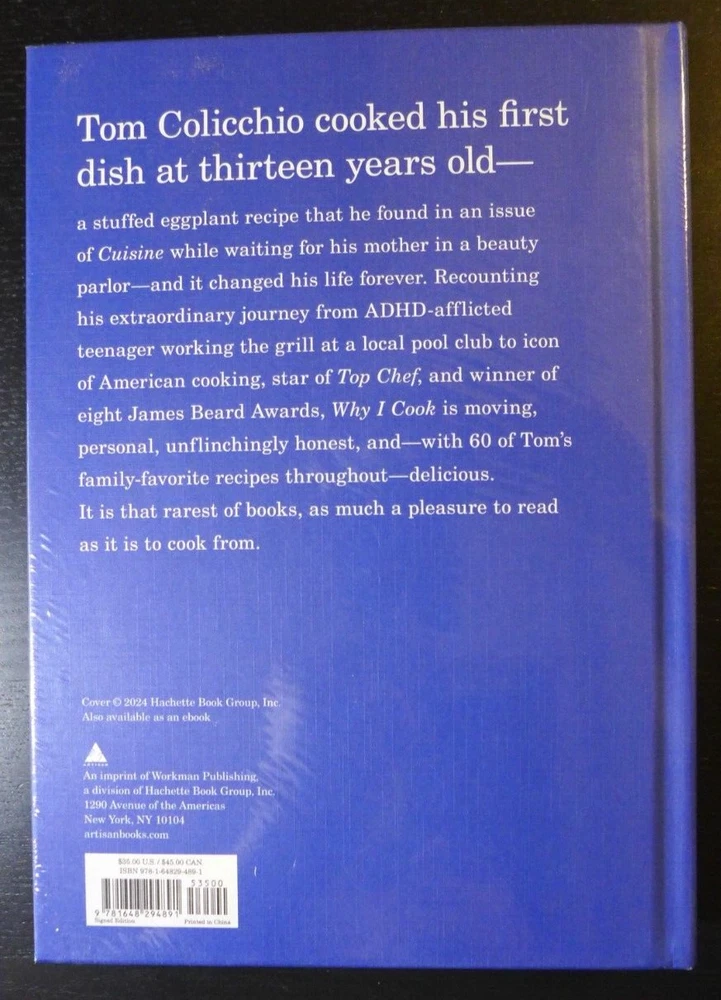 Tom Colicchio cooked his first
dish at thirteen years old—
a stuffed eggplant recipe that he found in an issue
of Cuisine while waiting for his mother in a beauty
parlor—and it changed his life forever. Recounting
his extraordinary journey from ADHD-afflicted
teenager working the grill at a local pool club to icon
of American cooking, star of Top Chef, and winner of
eight James Beard Awards, Why I Cook is moving,
personal, unflinchingly honest, and—with 60 of Tom's
family-favorite recipes throughout—delicious.
It is that rarest of books, as much a pleasure to read
as it is to cook from.
Cover © 2024 Hachette Book Group, Inc.
Also available as an ebook
ARTISAN
An imprint of Workman Publishing,
a division of Hachette Book Group, Inc.
1290 Avenue of the Americas
New York, NY 10104
artisanbooks.com
$35.00 U.S. / $45.00 CAN.
ISBN 978-1-64829-489-1
53500
9 781648 294891
Signed Edition Printed in China